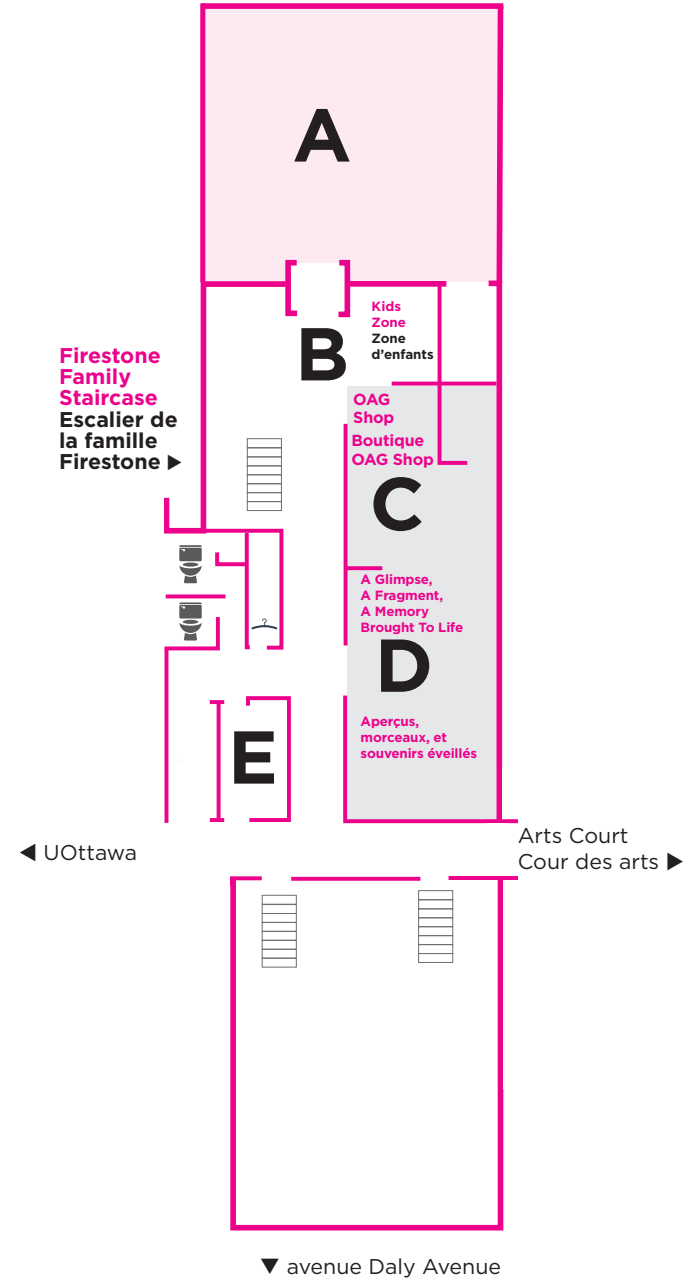 A
Kids
Zone
Zone
d'enfants
B
Firestone
Family
Staircase
Escalier de
la famille
Firestone ▶
OAG
Shop
Boutique
OAG Shop
C
A Glimpse,
A Fragment,
A Memory
Brought To Life
D
Aperçus,
morceaux, et
souvenirs éveillés
E
◀ UOttawa
Arts Court
Cour des arts ▶
▼ avenue Daly Avenue